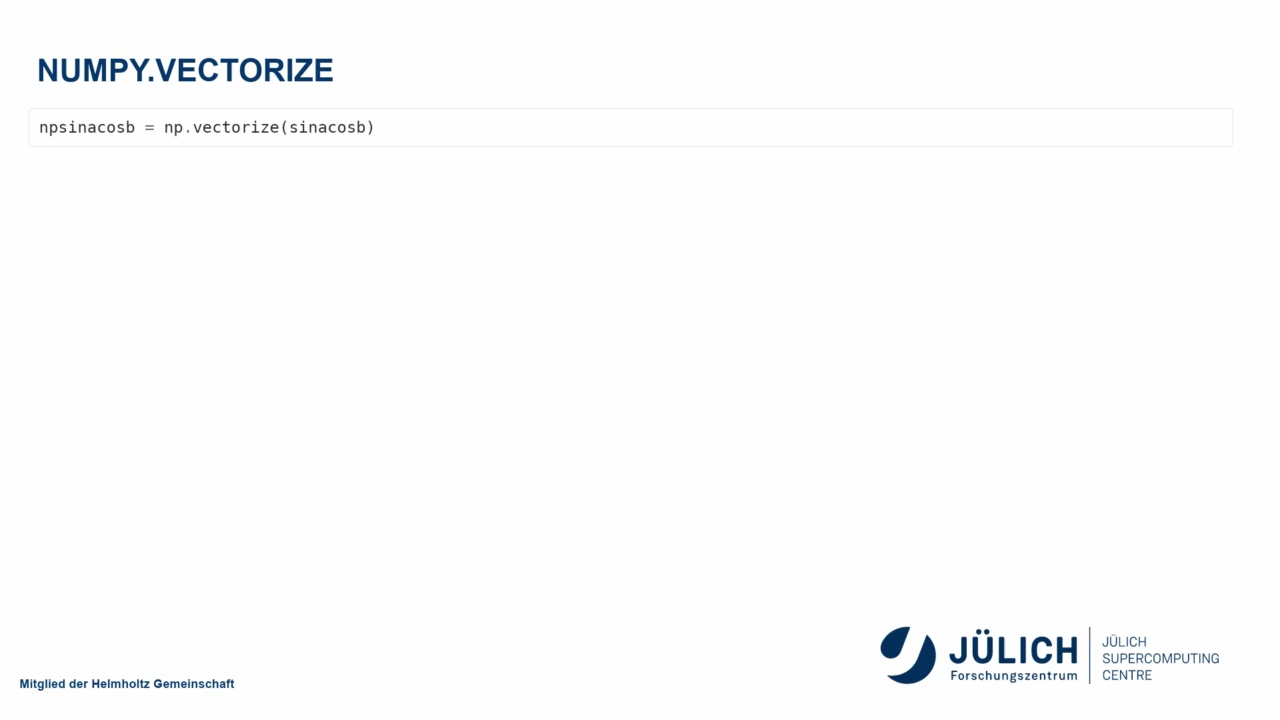 NUMPY.VECTORIZE
npsinacosb = np.vectorize(sinacosb)
JÜLICH
Forschungszentrum
JÜLICH
SUPERCOMPUTING
CENTRE
Mitglied der Helmholtz Gemeinschaft